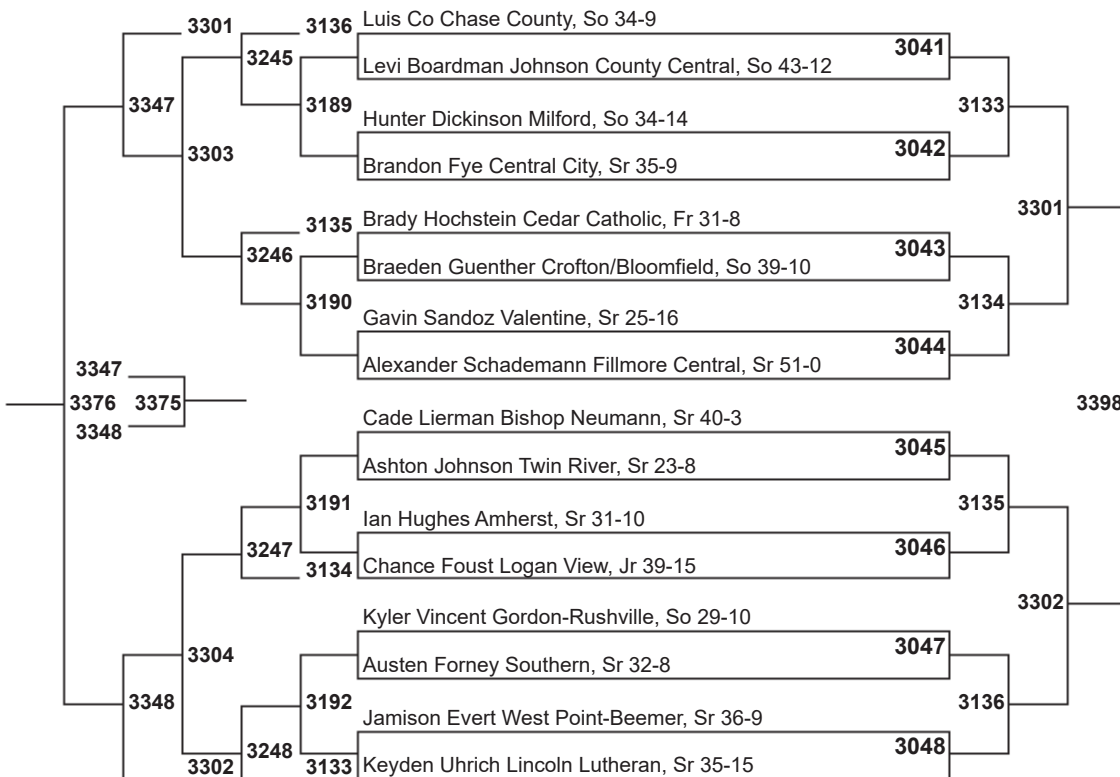 3301 3136 Luis Co Chase County, So 34-9
3041
3245
Levi Boardman Johnson County Central, So 43-12
3347 3189 3133
Hunter Dickinson Milford, So 34-14
3042
3303
Brandon Fye Central City, Sr 35-9
3301
3135 Brady Hochstein Cedar Catholic, Fr 31-8
3043
3246
Braeden Guenther Crofton/Bloomfield, So 39-10
3190 3134
Gavin Sandoz Valentine, Sr 25-16
3044
Alexander Schademann Fillmore Central, Sr 51-0
3347
3376 3375 3398
3348
Cade Lierman Bishop Neumann, Sr 40-3
3045
Ashton Johnson Twin River, Sr 23-8
3191 3135
Ian Hughes Amherst, Sr 31-10
3046
3247
3134 Chance Foust Logan View, Jr 39-15
3302
Kyler Vincent Gordon-Rushville, So 29-10
3047
3304
Austen Forney Southern, Sr 32-8
3348 3192 3136
Jamison Evert West Point-Beemer, Sr 36-9
3048
3248
3302 3133 Keyden Uhrich Lincoln Lutheran, Sr 35-15